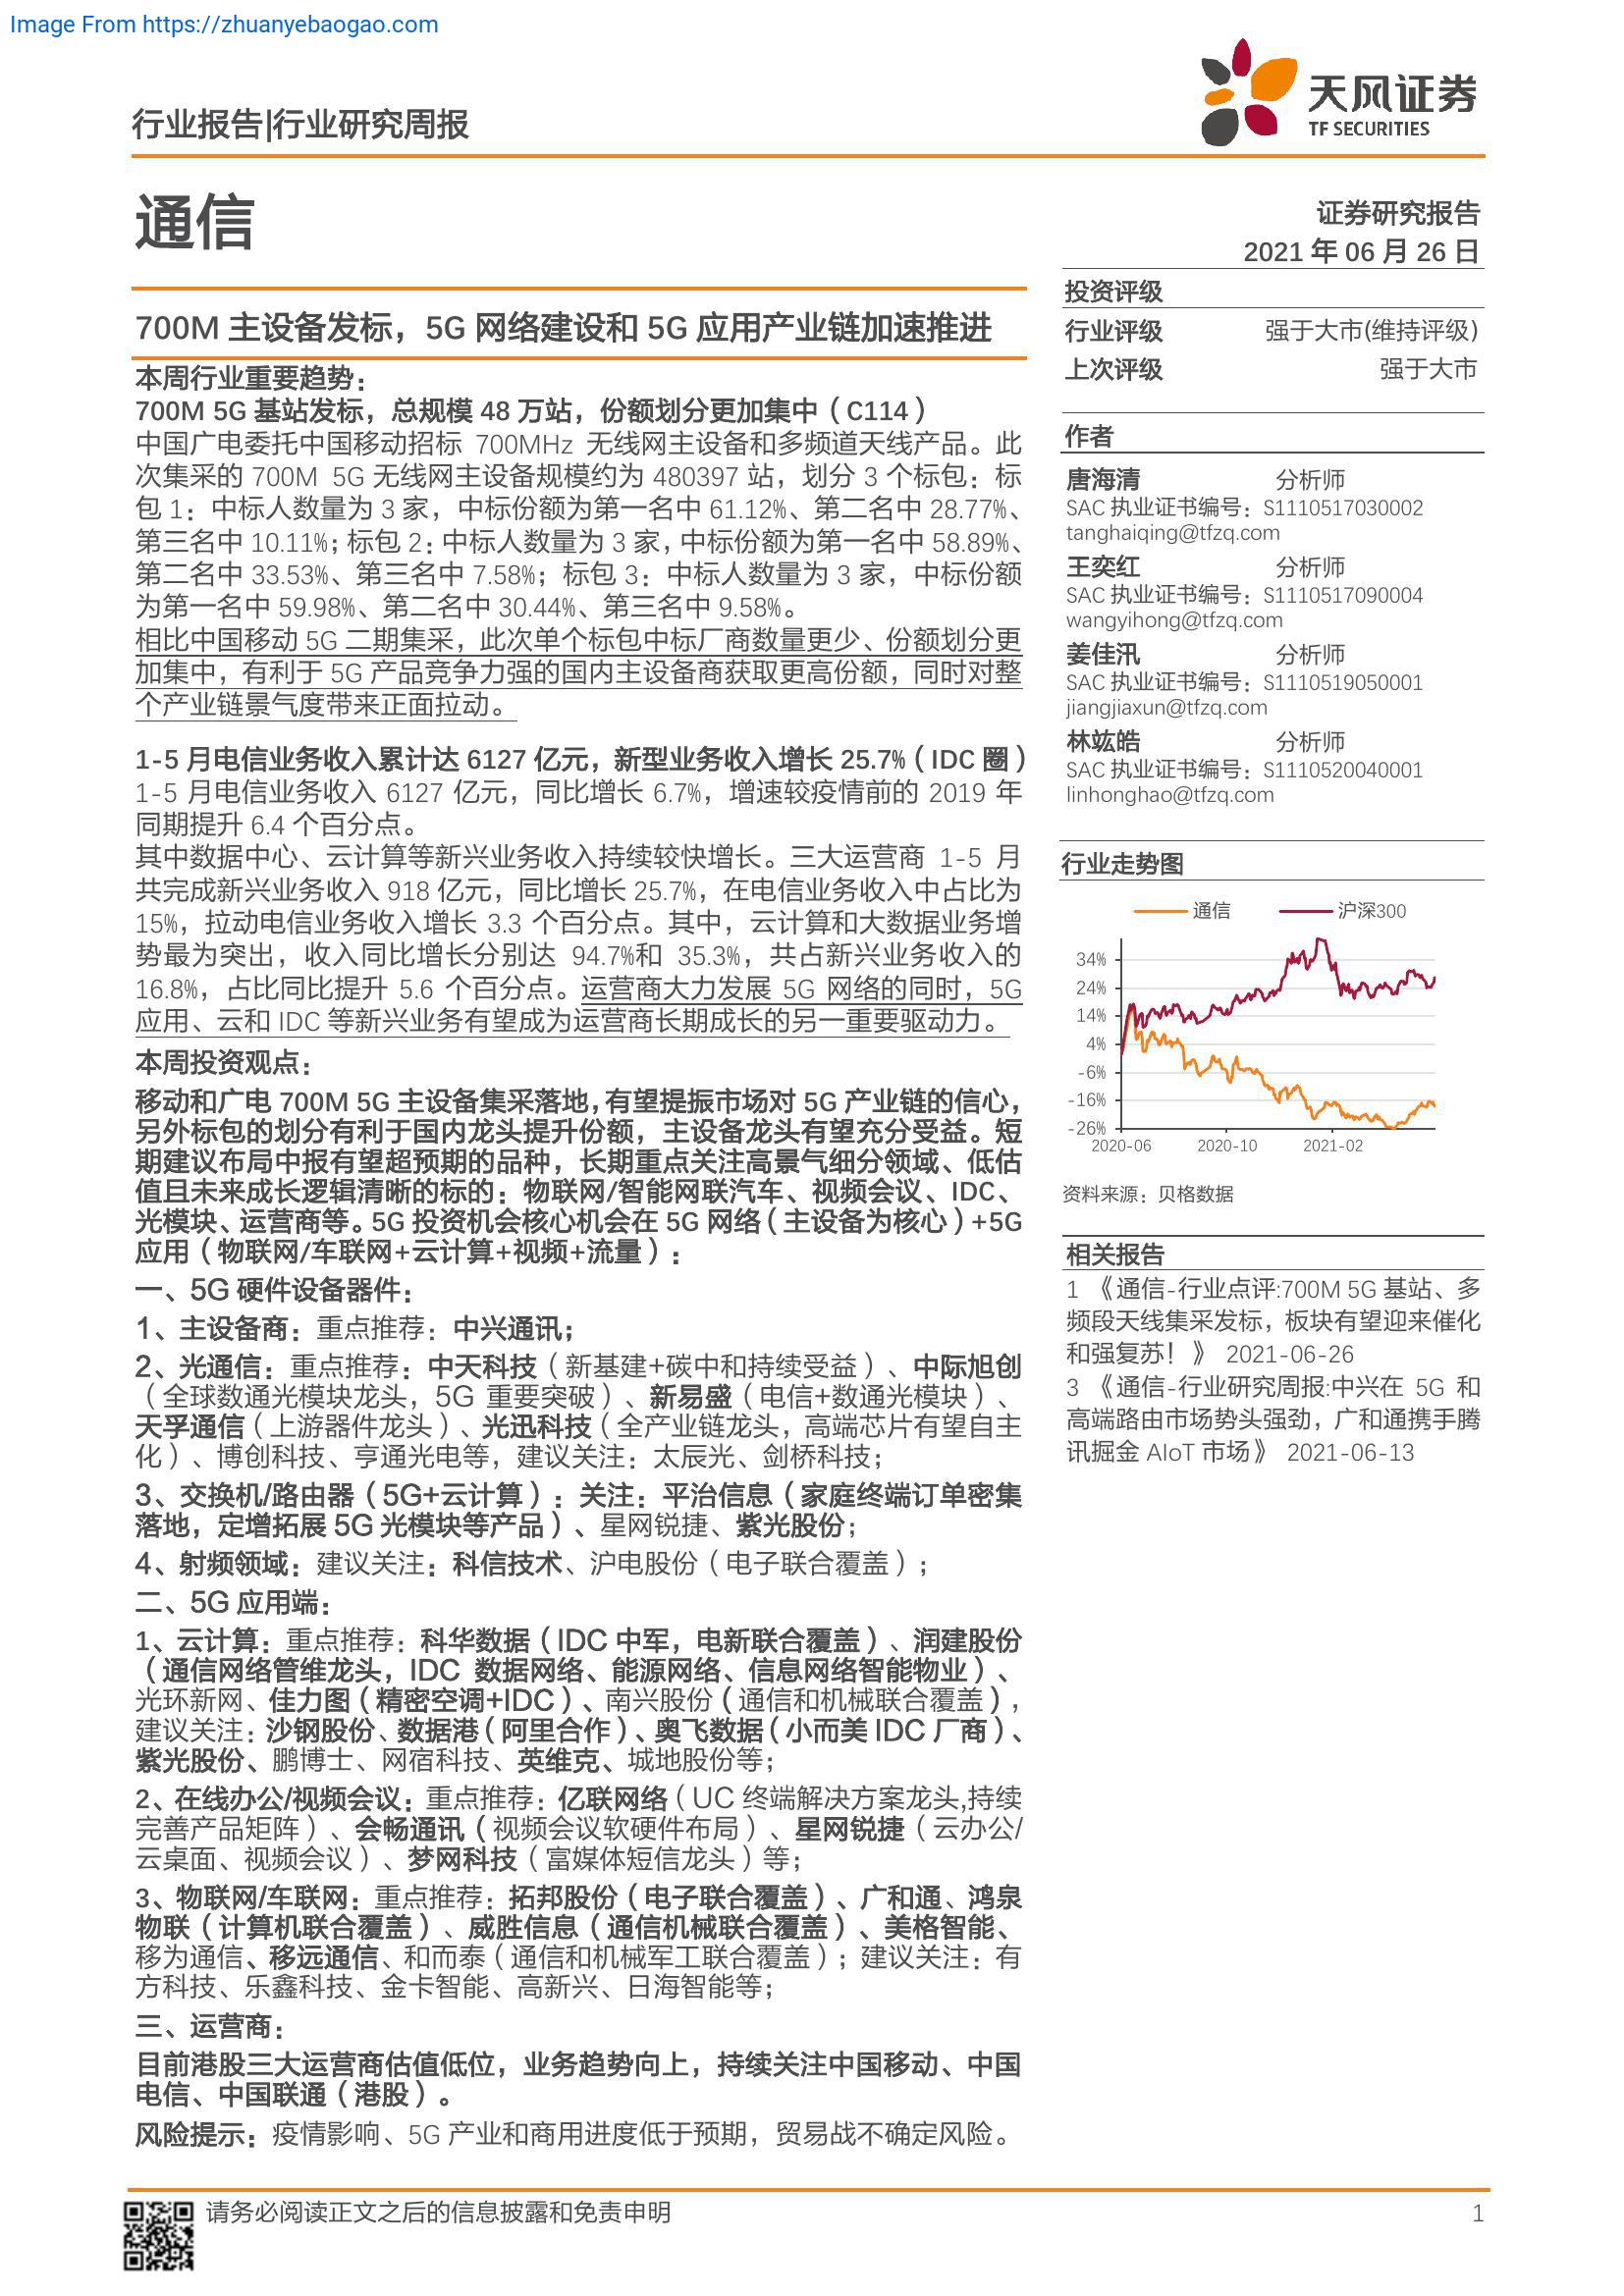 Image From https://zhuanyebaogao.com
行业报告|行业研究周报
天风证券
TF SECURITIES
通信
证券研究报告
2021 年 06 月 26 日
700M 主设备发标，5G 网络建设和 5G 应用产业链加速推进
本周行业重要趋势：
700M 5G 基站发标，总规模 48 万站，份额划分更加集中（C114）
中国广电委托中国移动招标 700MHz 无线网主设备和多频道天线产品。此
次集采的 700M 5G 无线网主设备规模约为 480397 站，划分 3 个标包：标
包 1：中标人数量为 3 家，中标份额为第一名中 61.12%、第二名中 28.77%、
第三名中 10.11%；标包 2：中标人数量为 3 家，中标份额为第一名中 58.89%、
第二名中 33.53%、第三名中 7.58%；标包 3：中标人数量为 3 家，中标份额
为第一名中 59.98%、第二名中 30.44%、第三名中 9.58%。
相比中国移动 5G 二期集采，此次单个标包中标厂商数量更少、份额划分更
加集中，有利于 5G 产品竞争力强的国内主设备商获取更高份额，同时对整
个产业链景气度带来正面拉动。
1-5 月电信业务收入累计达 6127 亿元，新型业务收入增长 25.7%（IDC 圈）
1-5 月电信业务收入 6127 亿元，同比增长 6.7%，增速较疫情前的 2019 年
同期提升 6.4 个百分点。
其中数据中心、云计算等新兴业务收入持续较快增长。三大运营商 1-5 月
共完成新兴业务收入 918 亿元，同比增长 25.7%，在电信业务收入中占比为
15%，拉动电信业务收入增长 3.3 个百分点。其中，云计算和大数据业务增
势最为突出，收入同比增长分别达 94.7%和 35.3%，共占新兴业务收入的
16.8%，占比同比提升 5.6 个百分点。运营商大力发展 5G 网络的同时，5G
应用、云和 IDC 等新兴业务有望成为运营商长期成长的另一重要驱动力。
本周投资观点：
移动和广电 700M 5G 主设备集采落地，有望提振市场对 5G 产业链的信心，
另外标包的划分有利于国内龙头提升份额，主设备龙头有望充分受益。短
期建议布局中报有望超预期的品种，长期重点关注高景气细分领域、低估
值且未来成长逻辑清晰的标的：物联网/智能网联汽车、视频会议、IDC、
光模块、运营商等。5G 投资机会核心机会在 5G 网络（主设备为核心）+5G
应用（物联网/车联网+云计算+视频+流量）：
一、5G 硬件设备器件：
1、主设备商：重点推荐：中兴通讯；
2、光通信：重点推荐：中天科技（新基建+碳中和持续受益）、中际旭创
（全球数通光模块龙头，5G 重要突破）、新易盛（电信+数通光模块）、
天孚通信（上游器件龙头）、光迅科技（全产业链龙头，高端芯片有望自主
化）、博创科技、亨通光电等，建议关注：太辰光、剑桥科技；
3、交换机/路由器（5G+云计算）：关注：平治信息（家庭终端订单密集
落地，定增拓展 5G 光模块等产品）、星网锐捷、紫光股份；
4、射频领域：建议关注：科信技术、沪电股份（电子联合覆盖）；
二、5G 应用端：
1、云计算：重点推荐：科华数据（IDC 中军，电新联合覆盖）、润建股份
（通信网络管维龙头，IDC 数据网络、能源网络、信息网络智能物业）、
光环新网、佳力图（精密空调+IDC）、南兴股份（通信和机械联合覆盖），
建议关注：沙钢股份、数据港（阿里合作）、奥飞数据（小而美 IDC 厂商）、
紫光股份、鹏博士、网宿科技、英维克、城地股份等；
2、在线办公/视频会议：重点推荐：亿联网络（UC 终端解决方案龙头,持续
完善产品矩阵）、会畅通讯（视频会议软硬件布局）、星网锐捷（云办公/
云桌面、视频会议）、梦网科技（富媒体短信龙头）等；
3、物联网/车联网：重点推荐：拓邦股份（电子联合覆盖）、广和通、鸿泉
物联（计算机联合覆盖）、威胜信息（通信机械联合覆盖）、美格智能、
移为通信、移远通信、和而泰（通信和机械军工联合覆盖）；建议关注：有
方科技、乐鑫科技、金卡智能、高新兴、日海智能等；
三、运营商：
目前港股三大运营商估值低位，业务趋势向上，持续关注中国移动、中国
电信、中国联通（港股）。
风险提示：疫情影响、5G 产业和商用进度低于预期，贸易战不确定风险。
投资评级
行业评级 强于大市(维持评级)
上次评级 强于大市
作者
唐海清 分析师
SAC 执业证书编号：S1110517030002
tanghaiqing@tfzq.com
王奕红 分析师
SAC 执业证书编号：S1110517090004
wangyihong@tfzq.com
姜佳汛 分析师
SAC 执业证书编号：S1110519050001
jiangjiaxun@tfzq.com
林竑皓 分析师
SAC 执业证书编号：S1110520040001
linhonghao@tfzq.com
行业走势图
通信 沪深300
34%
24%
14%
4%
-6%
-16%
-26%
2020-06 2020-10 2021-02
资料来源：贝格数据
相关报告
1 《通信-行业点评:700M 5G 基站、多
频段天线集采发标，板块有望迎来催化
和强复苏！》 2021-06-26
3 《通信-行业研究周报:中兴在 5G 和
高端路由市场势头强劲，广和通携手腾
讯掘金 AIoT 市场》 2021-06-13
请务必阅读正文之后的信息披露和免责申明 1